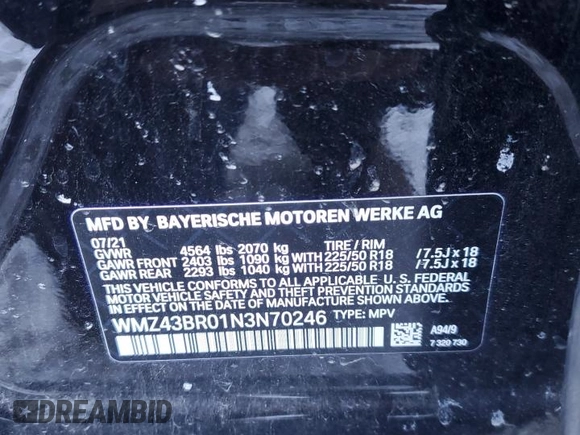 MFD BY BAYERISCHE MOTOREN WERKE AG
07/21
GVWR 4564 lbs 2070 kg TIRE / RIM
GAWR FRONT 2403 lbs 1090 kg WITH 225/50 R18 /7.5J x 18
GAWR REAR 2293 lbs 1040 kg WITH 225/50 R18 /7.5J x 18
THIS VEHICLE CONFORMS TO ALL APPLICABLE U.S. FEDERAL
MOTOR VEHICLE SAFETY AND THEFT PREVENTION STANDARDS
IN EFFECT ON THE DATE OF MANUFACTURE SHOWN ABOVE.
WMZ43BR01N3N70246 TYPE: MPV
A94/9
7 320 730
DREAMBID